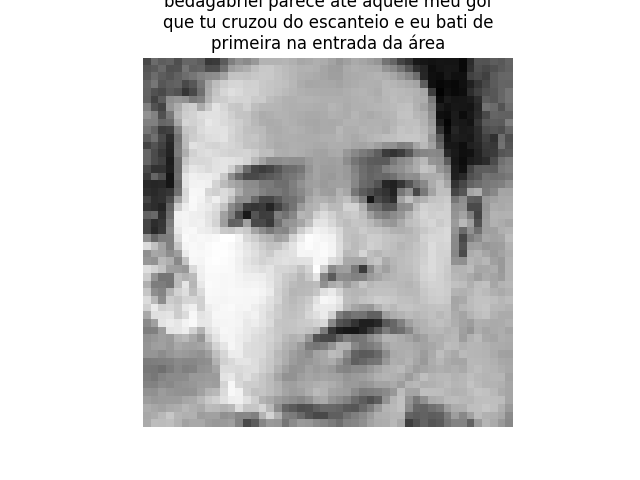 bedagabriel parece até aquele meu gol
que tu cruzou do escanteio e eu bati de
primeira na entrada da área